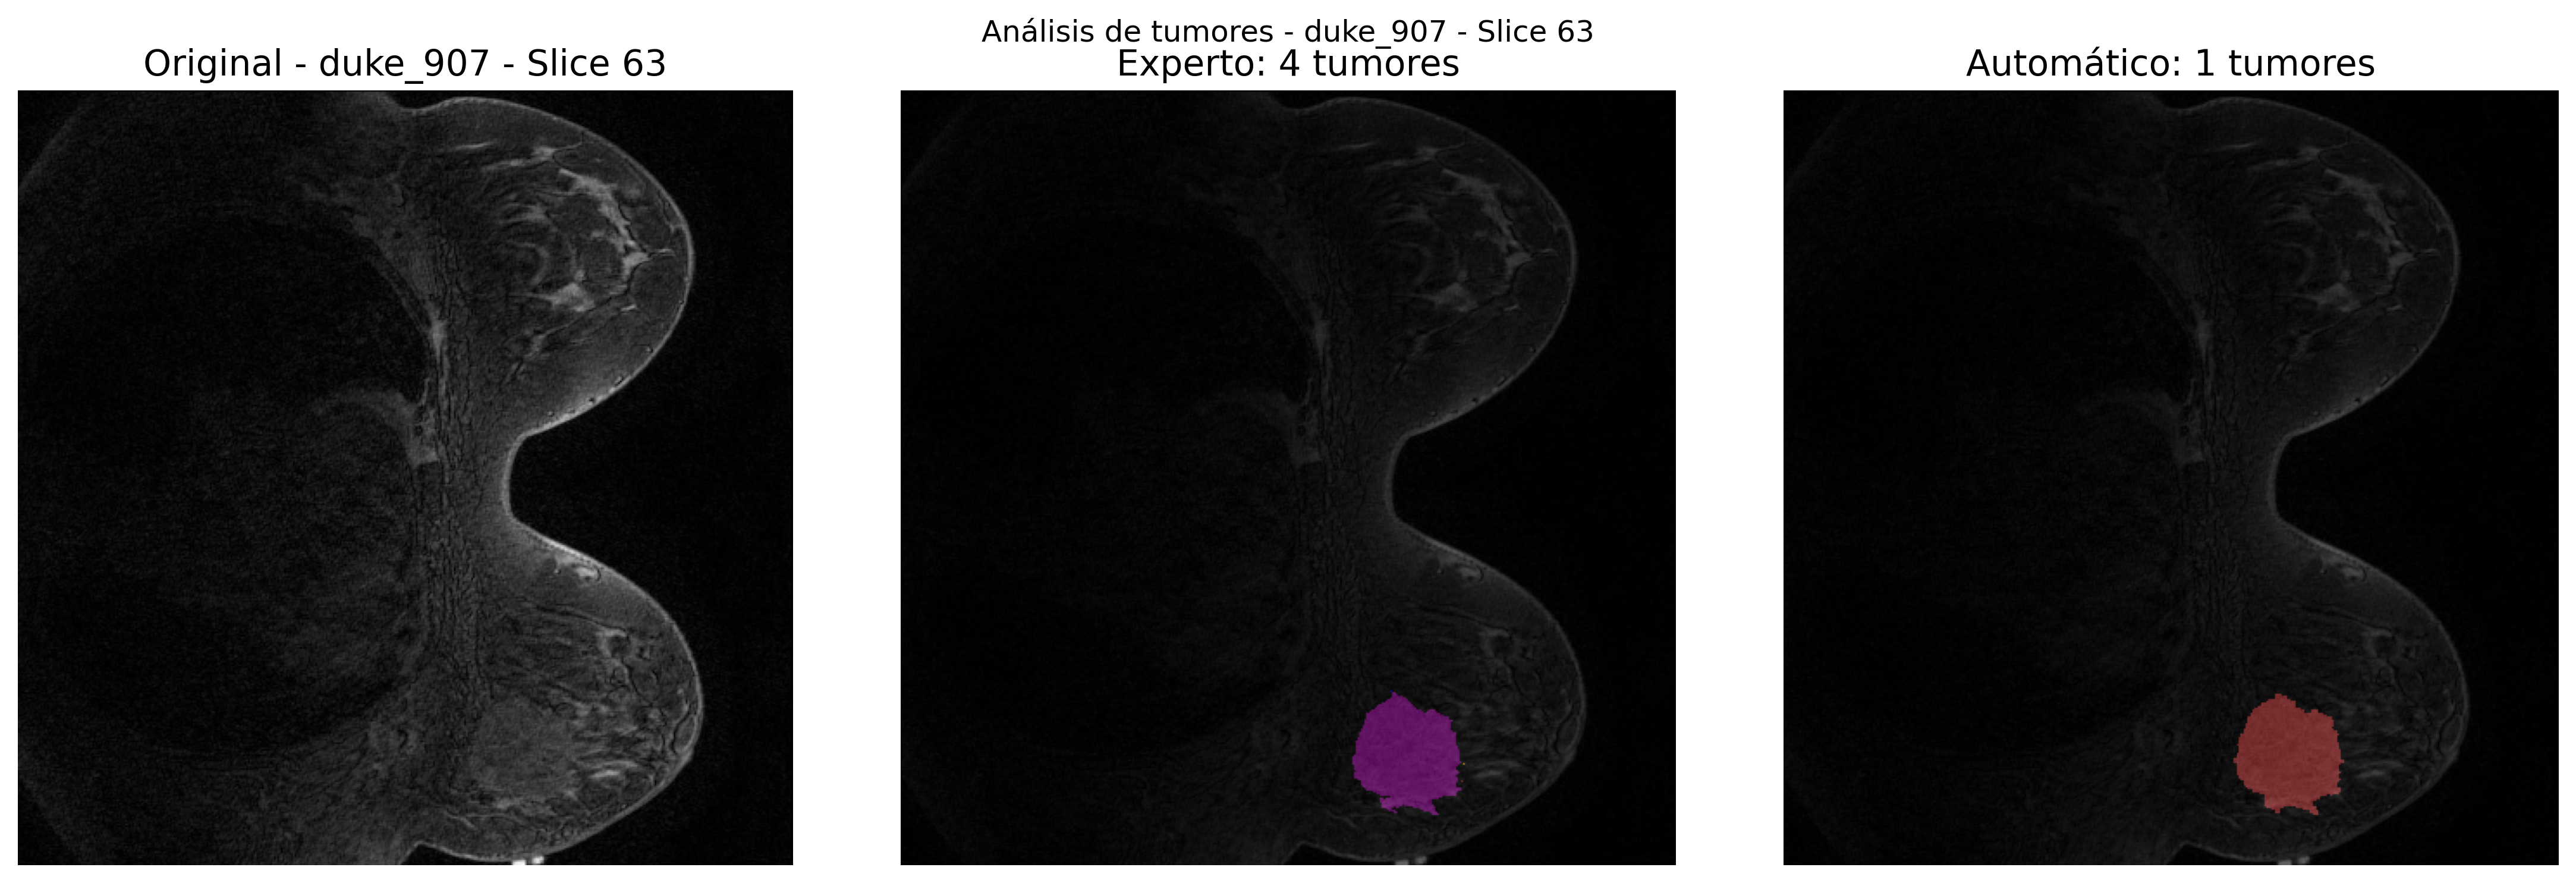 Análisis de tumores - duke_907 - Slice 63
Original - duke_907 - Slice 63
Experto: 4 tumores
Automático: 1 tumores